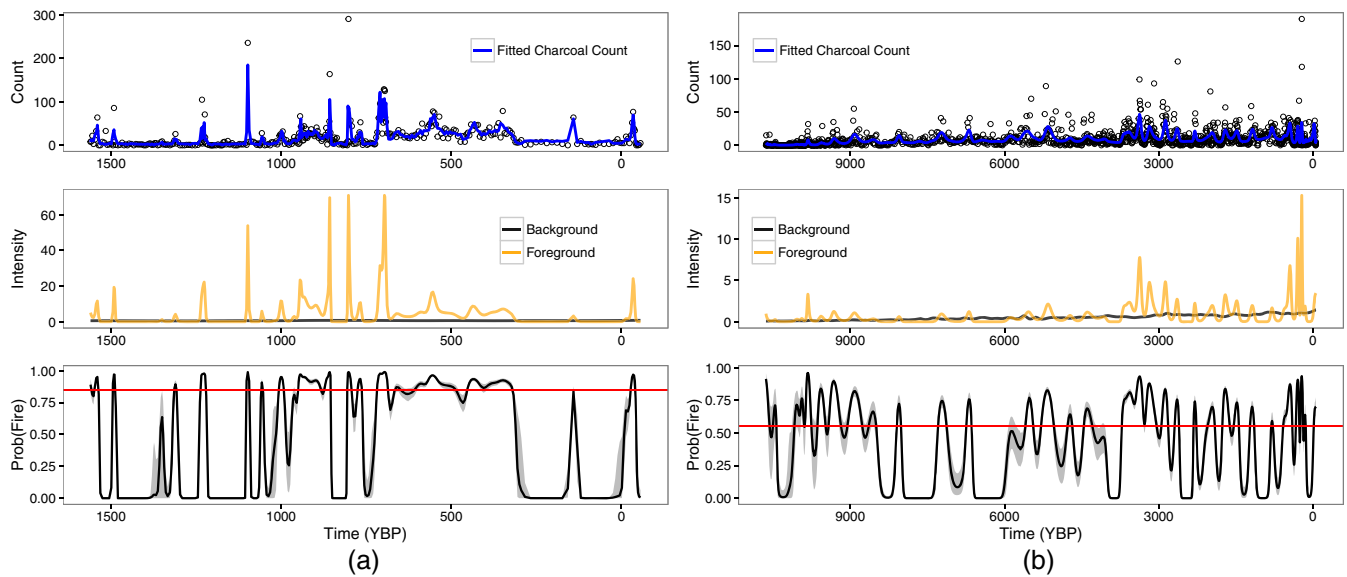 300
200
100
0
Count
Fitted Charcoal Count
1500 1000 500 0
60
40
20
0
Intensity
Background
Foreground
1.00
0.75
0.50
0.25
0.00
Prob(Fire)
1500 1000 500 0
Time (YBP)
(a)
150
100
50
0
Count
Fitted Charcoal Count
9000 6000 3000 0
15
10
5
0
Intensity
Background
Foreground
9000 6000 3000 0
1.00
0.75
0.50
0.25
0.00
Prob(Fire)
9000 6000 3000 0
Time (YBP)
(b)